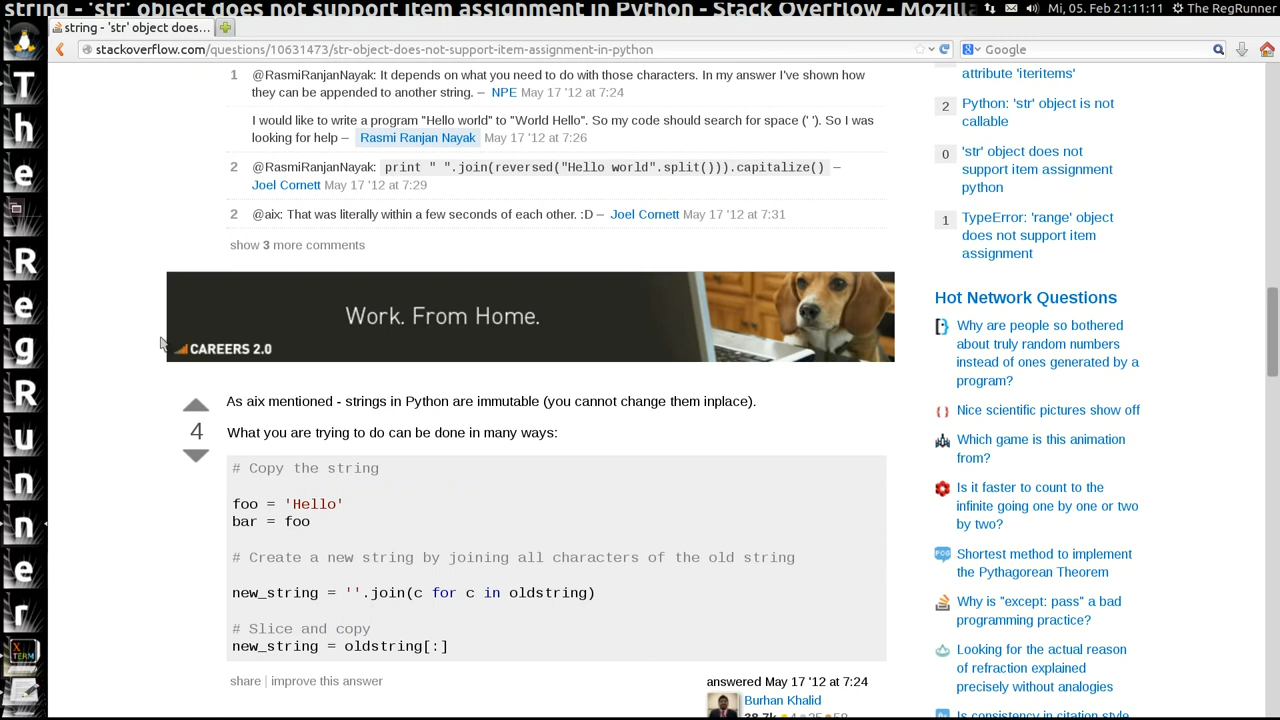 string - 'str' object does not support item assignment in Python - Stack Overflow - Mozill
Mi, 05. Feb 21:11:11 The RegRunner
string - 'str' object does...
stackoverflow.com/questions/10631473/str-object-does-not-support-item-assignment-in-python
Google
T
h
e
R
e
g
R
u
n
n
e
r
X
TERM
1 @RasmiRanjanNayak: It depends on what you need to do with those characters. In my answer I've shown how
they can be appended to another string. – NPE May 17 '12 at 7:24
I would like to write a program "Hello world" to "World Hello". So my code should search for space (' '). So I was
looking for help – Rasmi Ranjan Nayak May 17 '12 at 7:26
2 @RasmiRanjanNayak: print " ".join(reversed("Hello world".split())).capitalize() –
Joel Cornett May 17 '12 at 7:29
2 @aix: That was literally within a few seconds of each other. :D – Joel Cornett May 17 '12 at 7:31
show 3 more comments
Work. From Home.
CAREERS 2.0
As aix mentioned - strings in Python are immutable (you cannot change them inplace).
4
What you are trying to do can be done in many ways:
# Copy the string
foo = 'Hello'
bar = foo
# Create a new string by joining all characters of the old string
new_string = ''.join(c for c in oldstring)
# Slice and copy
new_string = oldstring[:]
share | improve this answer
answered May 17 '12 at 7:24
Burhan Khalid
attribute 'iteritems'
2 Python: 'str' object is not
callable
0 'str' object does not
support item assignment
python
1 TypeError: 'range' object
does not support item
assignment
Hot Network Questions
Why are people so bothered
about truly random numbers
instead of ones generated by a
program?
Nice scientific pictures show off
Which game is this animation
from?
Is it faster to count to the
infinite going one by one or two
by two?
Shortest method to implement
the Pythagorean Theorem
Why is "except: pass" a bad
programming practice?
Looking for the actual reason
of refraction explained
precisely without analogies
Is consistency in citation style